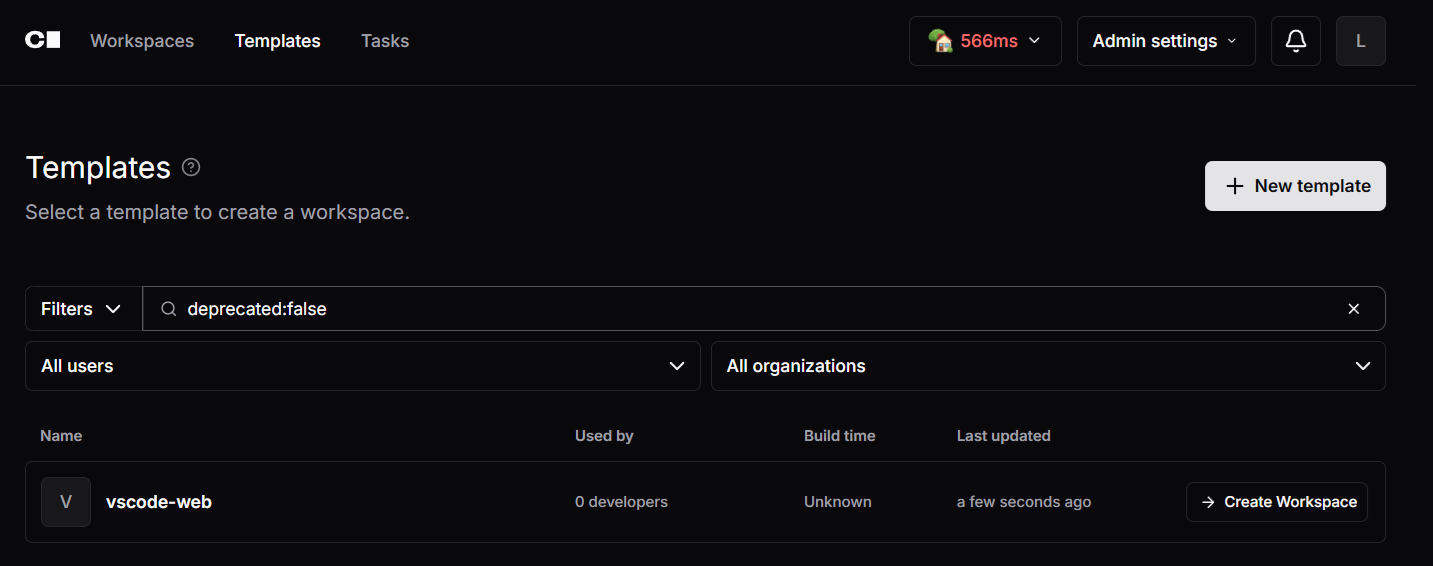 Workspaces Templates Tasks 566ms Admin settings L
Templates
Select a template to create a workspace.
New template
Filters deprecated:false
All users All organizations
Name Used by Build time Last updated
V vscode-web 0 developers Unknown a few seconds ago Create Workspace